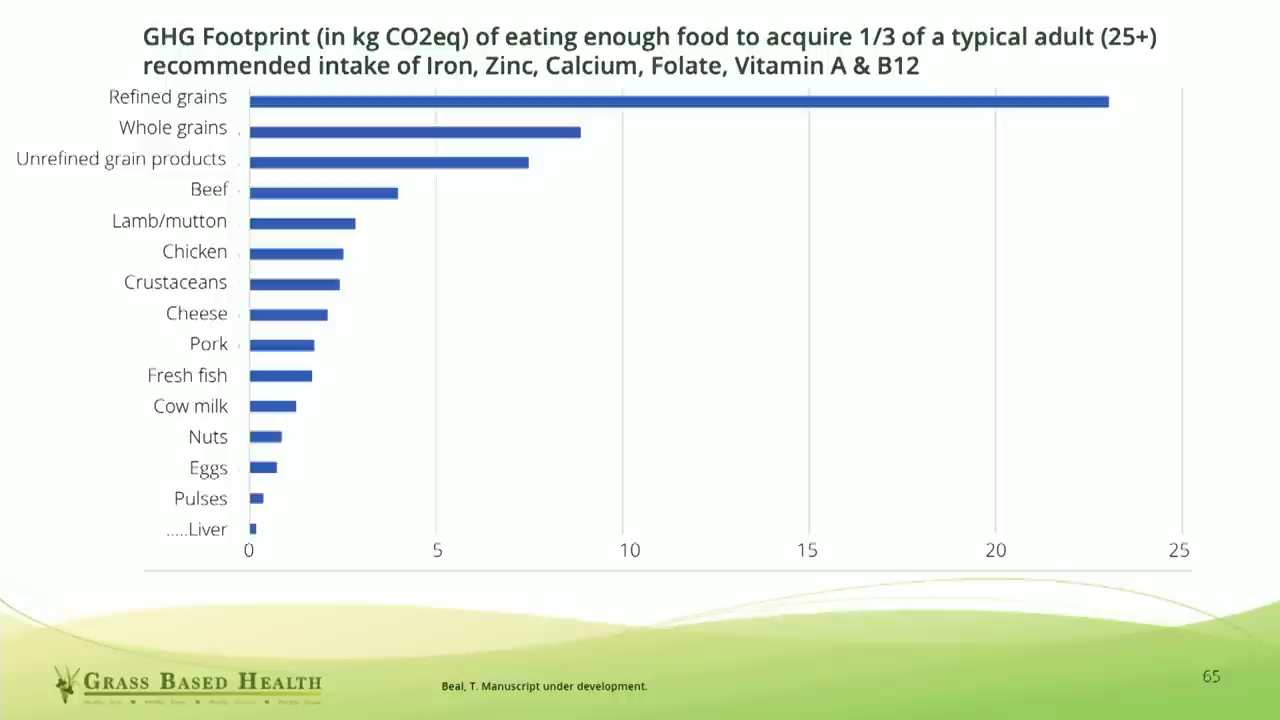 GHG Footprint (in kg CO2eq) of eating enough food to acquire 1/3 of a typical adult (25+)
recommended intake of Iron, Zinc, Calcium, Folate, Vitamin A & B12
Refined grains
Whole grains
Unrefined grain products
Beef
Lamb/mutton
Chicken
Crustaceans
Cheese
Pork
Fresh fish
Cow milk
Nuts
Eggs
Pulses
.....Liver
0 5 10 15 20 25
GRASS BASED HEALTH
Beal, T. Manuscript under development.
65